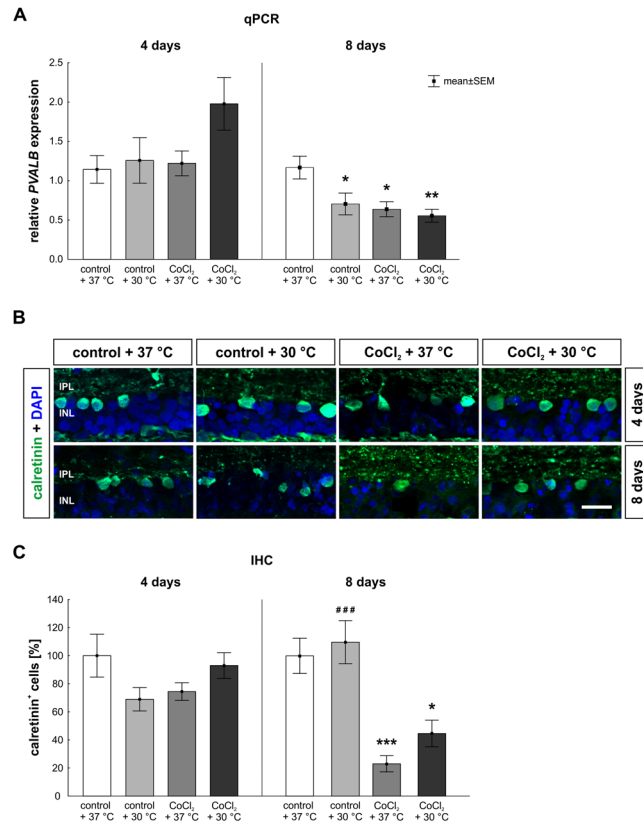 A
qPCR
4 days
8 days
relative PVALB expression
2.5
2.0
1.5
1.0
0.5
0.0
mean±SEM
*
*
**
control
+ 37 °C
control
+ 30 °C
CoCl₂
+ 37 °C
CoCl₂
+ 30 °C
control
+ 37 °C
control
+ 30 °C
CoCl₂
+ 37 °C
CoCl₂
+ 30 °C
B
control + 37 °C
control + 30 °C
CoCl₂ + 37 °C
CoCl₂ + 30 °C
calretinin + DAPI
IPL
INL
4 days
IPL
INL
8 days
C
IHC
4 days
8 days
calretinin⁺ cells [%]
140
120
100
80
60
40
20
0
###
***
*
control
+ 37 °C
control
+ 30 °C
CoCl₂
+ 37 °C
CoCl₂
+ 30 °C
control
+ 37 °C
control
+ 30 °C
CoCl₂
+ 37 °C
CoCl₂
+ 30 °C